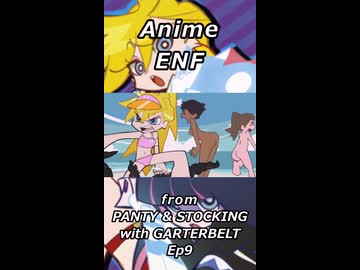 Anime
ENF
from
PANTY & STOCKING
with GARTERBELT
Ep9